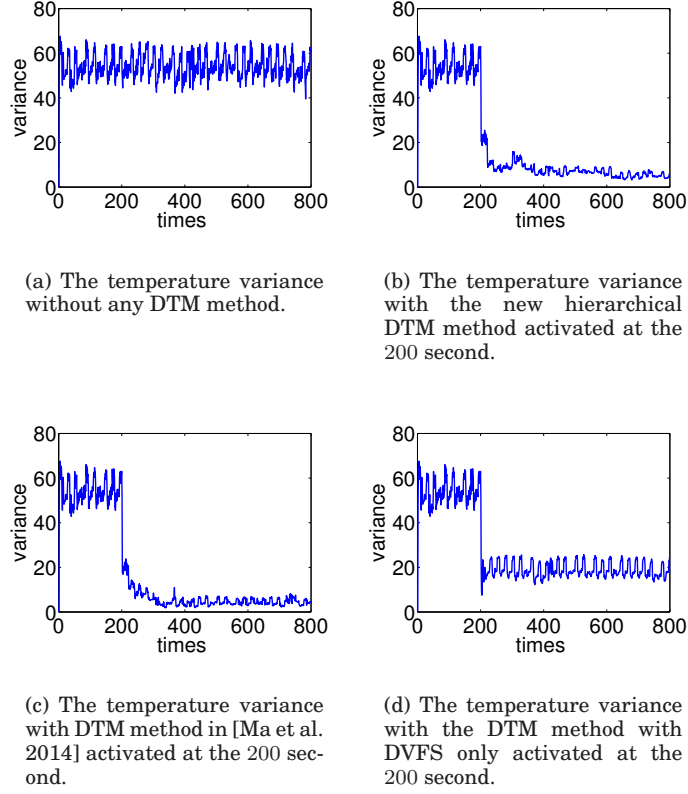 80
60
40
20
0
variance
0 200 400 600 800
times
80
60
40
20
0
variance
0 200 400 600 800
times
(a) The temperature variance
without any DTM method.
(b) The temperature variance
with the new hierarchical
DTM method activated at the
200 second.
80
60
40
20
0
variance
0 200 400 600 800
times
80
60
40
20
0
variance
0 200 400 600 800
times
(c) The temperature variance
with DTM method in [Ma et al.
2014] activated at the 200 sec-
ond.
(d) The temperature variance
with the DTM method with
DVFS only activated at the
200 second.